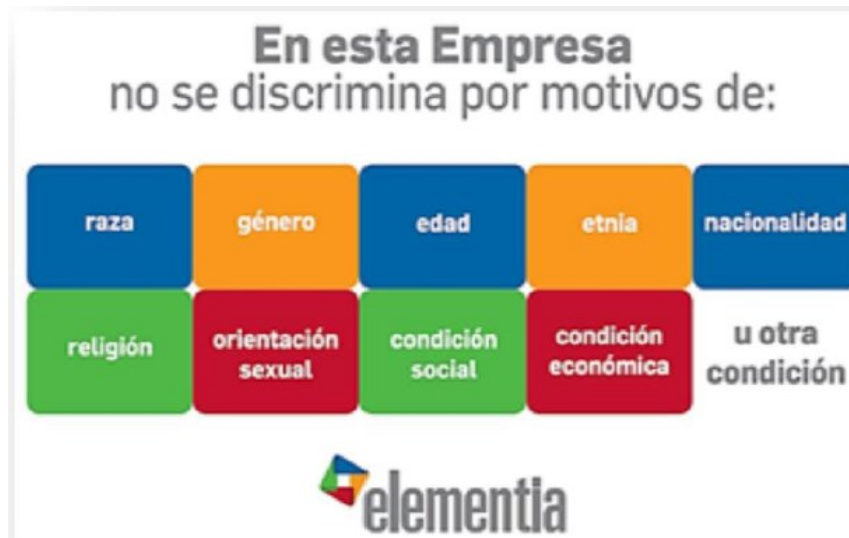 En esta Empresa
no se discrimina por motivos de:
raza
género
edad
etnia
nacionalidad
religión
orientación
sexual
condición
social
condición
económica
u otra
condición
elementia